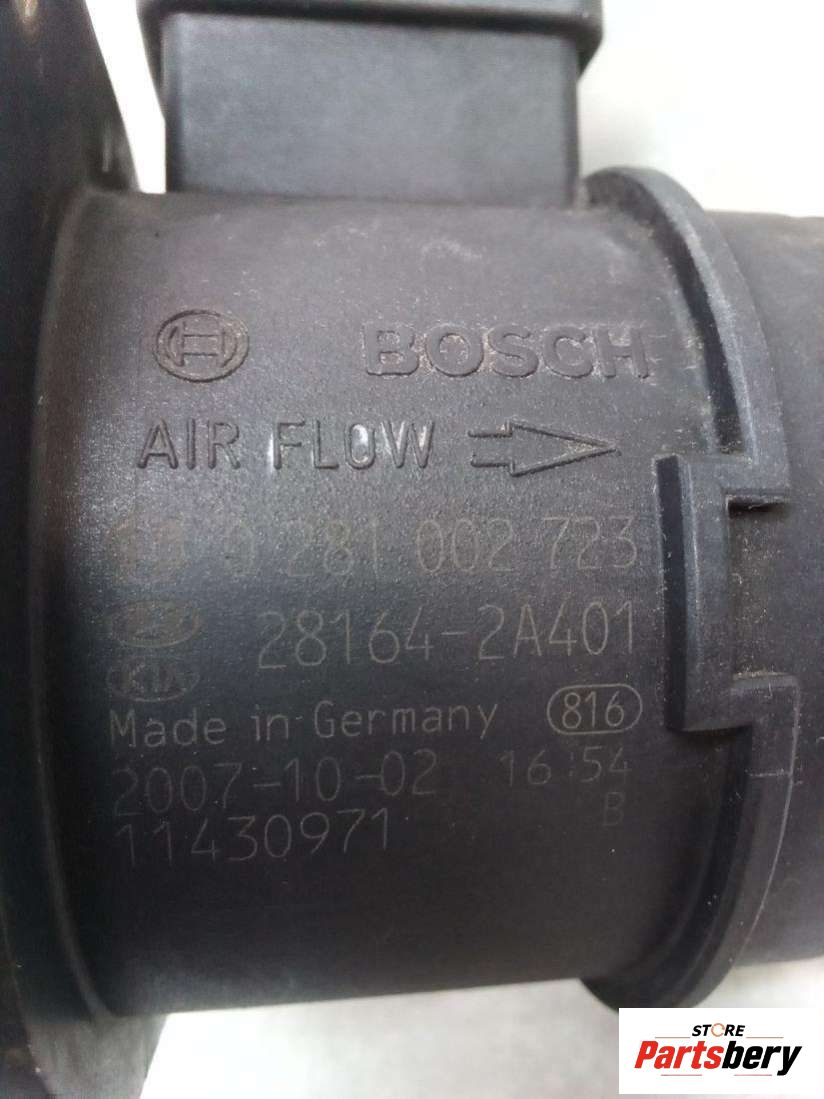 BOSCH
AIR FLOW
0 281 002 723
28164-2A401
KIA
Made in Germany 816
2007-10-02 16:54
B
11430971
STORE
Partsbery